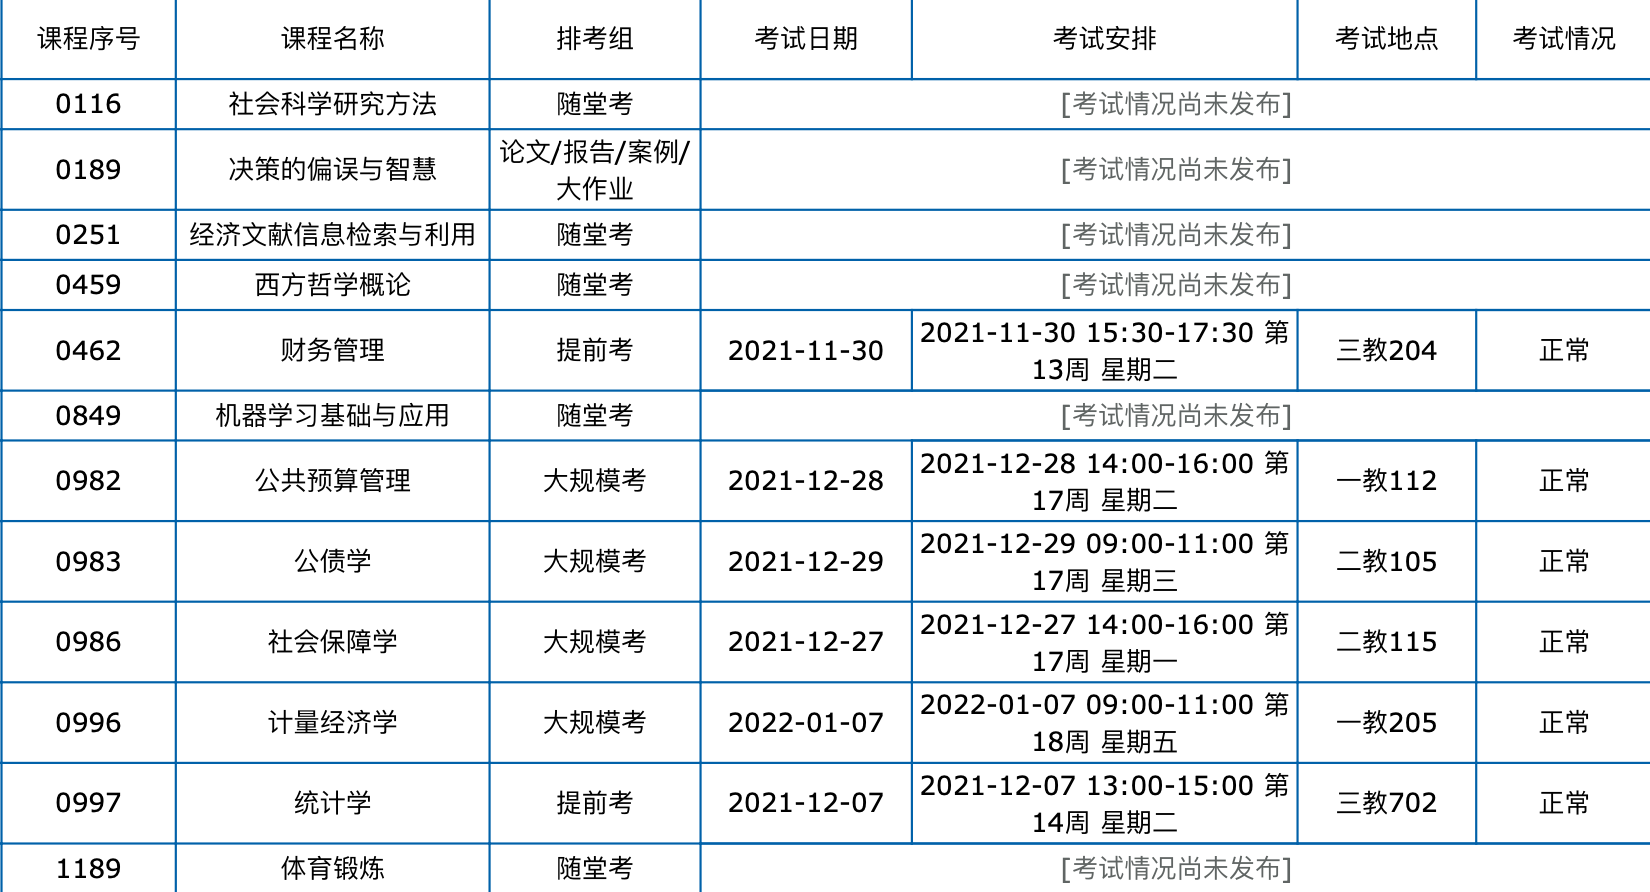 课程序号 课程名称 排考组 考试日期 考试安排 考试地点 考试情况
0116 社会科学研究方法 随堂考 [考试情况尚未发布]
0189 决策的偏误与智慧 论文/报告/案例/
大作业 [考试情况尚未发布]
0251 经济文献信息检索与利用 随堂考 [考试情况尚未发布]
0459 西方哲学概论 随堂考 [考试情况尚未发布]
0462 财务管理 提前考 2021-11-30 2021-11-30 15:30-17:30 第
13周 星期二 三教204 正常
0849 机器学习基础与应用 随堂考 [考试情况尚未发布]
0982 公共预算管理 大规模考 2021-12-28 2021-12-28 14:00-16:00 第
17周 星期二 一教112 正常
0983 公债学 大规模考 2021-12-29 2021-12-29 09:00-11:00 第
17周 星期三 二教105 正常
0986 社会保障学 大规模考 2021-12-27 2021-12-27 14:00-16:00 第
17周 星期一 二教115 正常
0996 计量经济学 大规模考 2022-01-07 2022-01-07 09:00-11:00 第
18周 星期五 一教205 正常
0997 统计学 提前考 2021-12-07 2021-12-07 13:00-15:00 第
14周 星期二 三教702 正常
1189 体育锻炼 随堂考 [考试情况尚未发布]